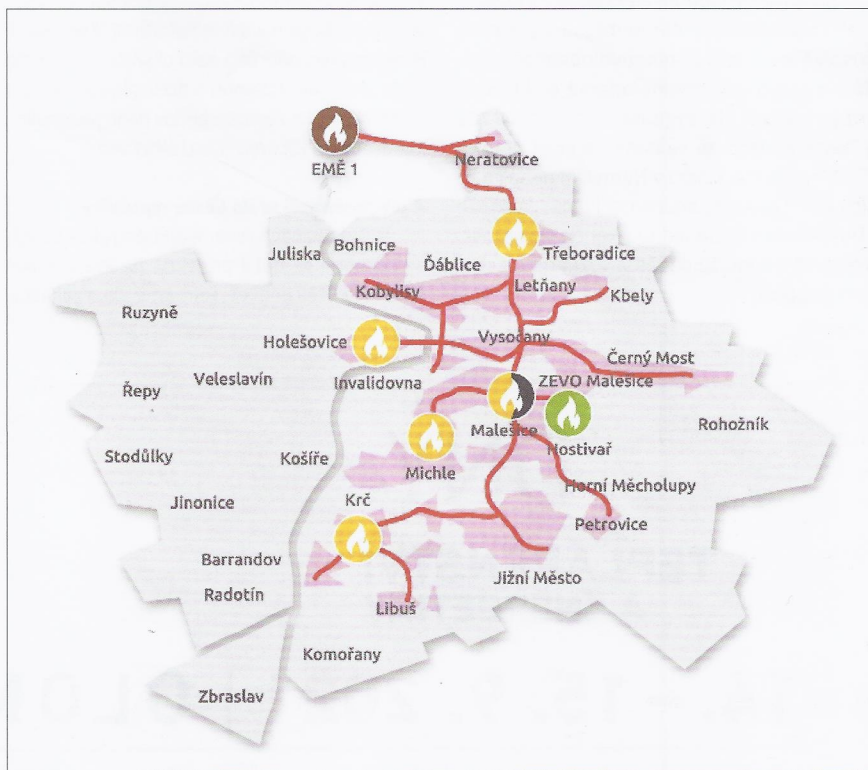 EMĚ 1
Neratovice
Juliska
Bohnice
Ďáblice
Třeboradice
Kobylisy
Letňany
Kbely
Ruzyně
Holešovice
Vysočany
Černý Most
Veleslavín
Invalidovna
ZEVO Malešice
Řepy
Malešice
Rohožník
Stodůlky
Košíře
Michle
Hostivař
Jinonice
Krč
Horní Měcholupy
Petrovice
Barrandov
Jižní Město
Radotín
Libuš
Komořany
Zbraslav